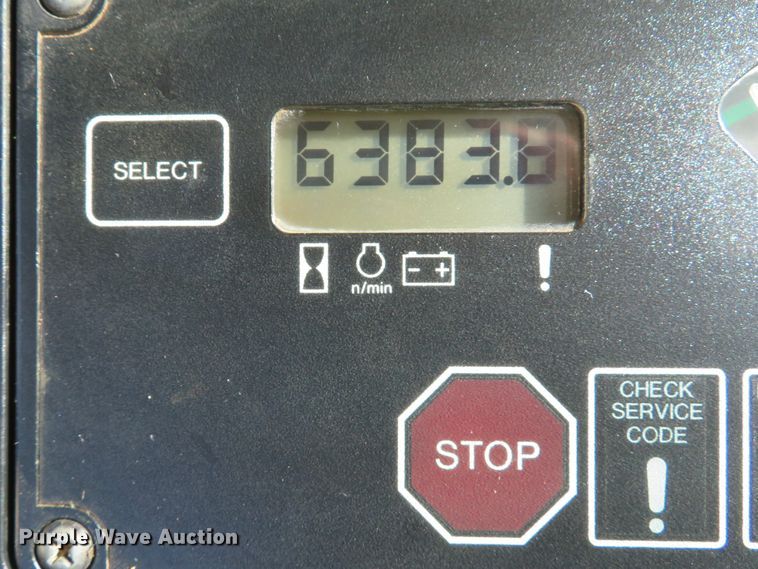 6383.8
SELECT
n/min
STOP
CHECK
SERVICE
CODE
!
Purple Wave Auction